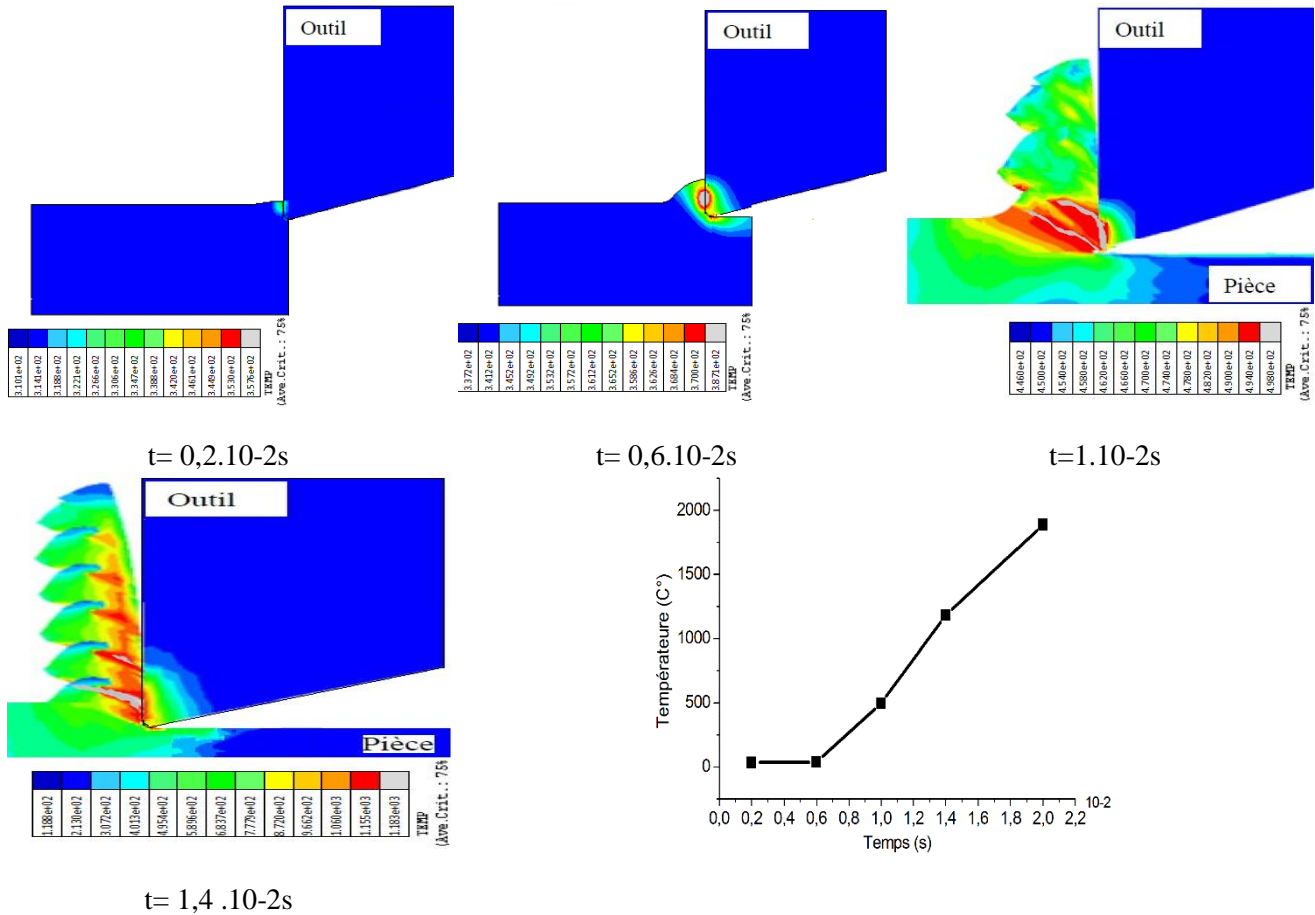 Outil
3.101e+02
3.141e+02
3.188e+02
3.221e+02
3.266e+02
3.306e+02
3.347e+02
3.388e+02
3.420e+02
3.461e+02
3.449e+02
3.530e+02
3.576e+02
TEMP
(Ave.Crit.: 75%
t= 0,2.10-2s
Outil
3.372e+02
3.412e+02
3.452e+02
3.492e+02
3.532e+02
3.572e+02
3.612e+02
3.652e+02
3.586e+02
3.626e+02
3.684e+02
3.700e+02
3.871e+02
TEMP
(Ave.Crit.: 75%
t= 0,6.10-2s
Outil
Pièce
4.460e+02
4.500e+02
4.540e+02
4.580e+02
4.620e+02
4.660e+02
4.700e+02
4.740e+02
4.780e+02
4.820e+02
4.900e+02
4.940e+02
4.980e+02
TEMP
(Ave.Crit.: 75%
t=1.10-2s
Outil
Pièce
1.188e+02
2.130e+02
3.072e+02
4.013e+02
4.954e+02
5.896e+02
6.837e+02
7.779e+02
8.720e+02
9.662e+02
1.060e+03
1.155e+03
1.183e+03
TEMP
(Ave.Crit.: 75%
t= 1,4 .10-2s
Températeure (C°)
2000
1500
1000
500
0
0,0 0,2 0,4 0,6 0,8 1,0 1,2 1,4 1,6 1,8 2,0 2,2
10-2
Temps (s)